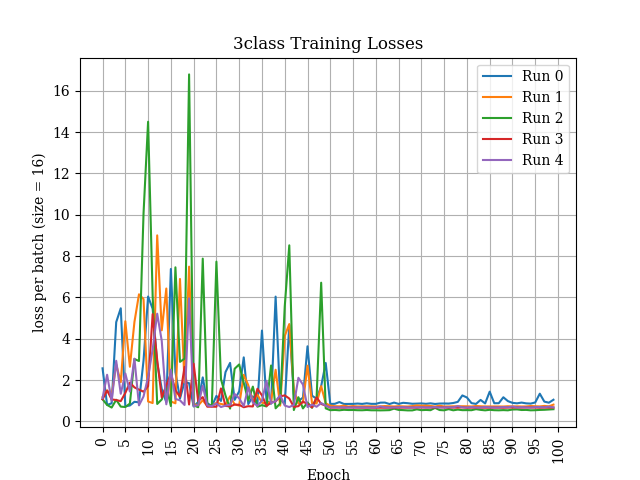 3class Training Losses
Run 0
Run 1
Run 2
Run 3
Run 4
loss per batch (size = 16)
16
14
12
10
8
6
4
2
0
0 5 10 15 20 25 30 35 40 45 50 55 60 65 70 75 80 85 90 95 100
Epoch